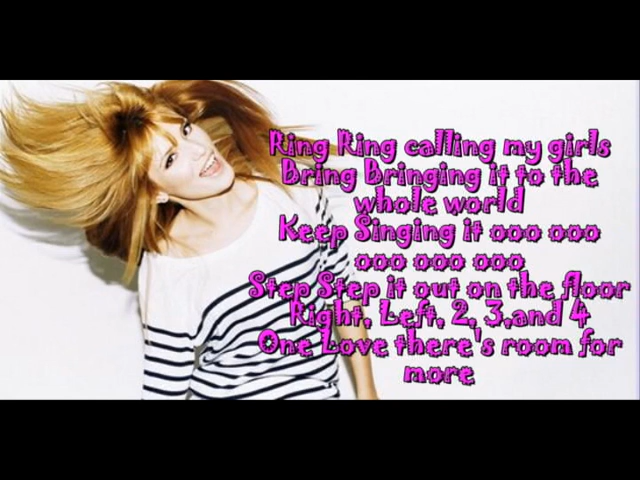 Ring Ring calling my girls
Bring Bringing it to the
whole world
Keep Singing it ooo ooo
ooo ooo ooo
Step Step it out on the floor
Right, Left, 2, 3,and 4
One Love there's room for
more